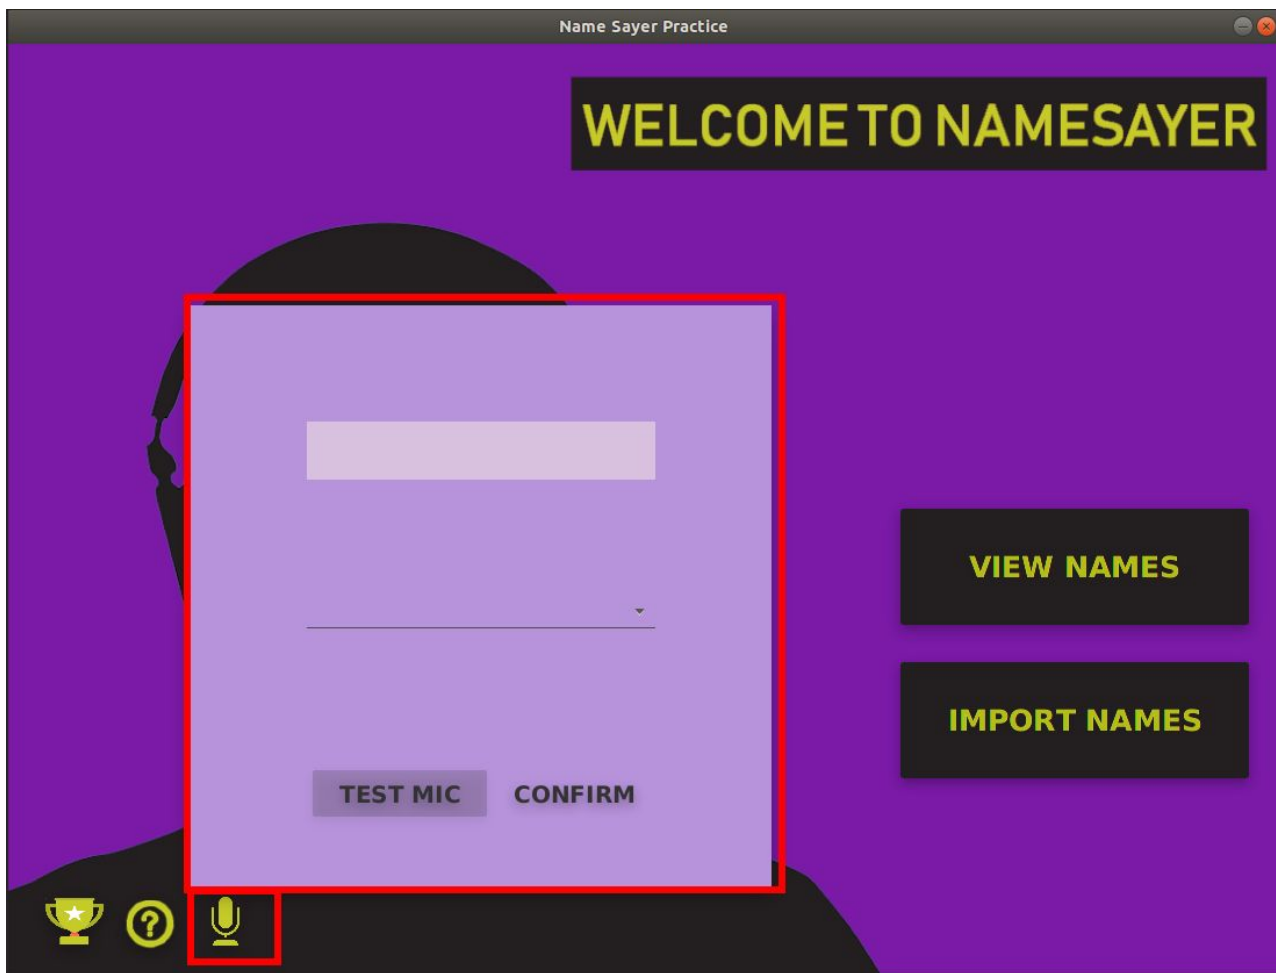 Name Sayer Practice
WELCOME TO NAMESAYER
VIEW NAMES
IMPORT NAMES
TEST MIC CONFIRM
?